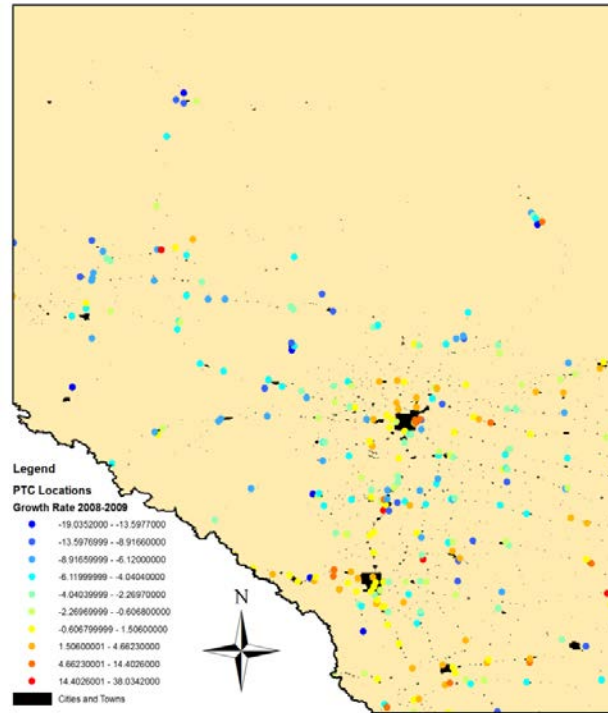 Legend
PTC Locations
Growth Rate 2008-2009
-19.0352000 - -13.5977000
-13.5976999 - -8.91660000
-8.91659999 - -6.12000000
-6.11999999 - -4.04040000
-4.04039999 - -2.26970000
-2.26969999 - -0.606800000
-0.606799999 - 1.50600000
1.50600001 - 4.66230000
4.66230001 - 14.4026000
14.4026001 - 38.0342000
Cities and Towns
N